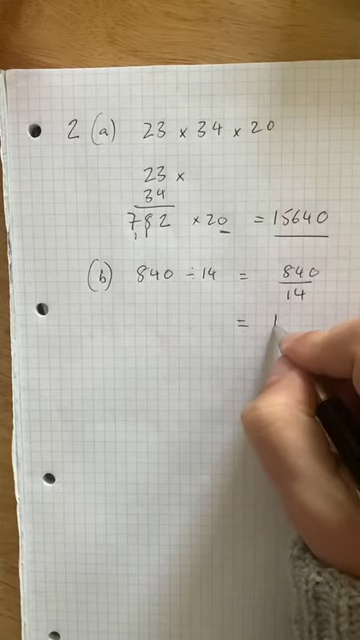 2 (a) 23 × 34 × 20
23 ×
34
782 × 20 = 15640
(b) 840 ÷ 14 = 840
14
=